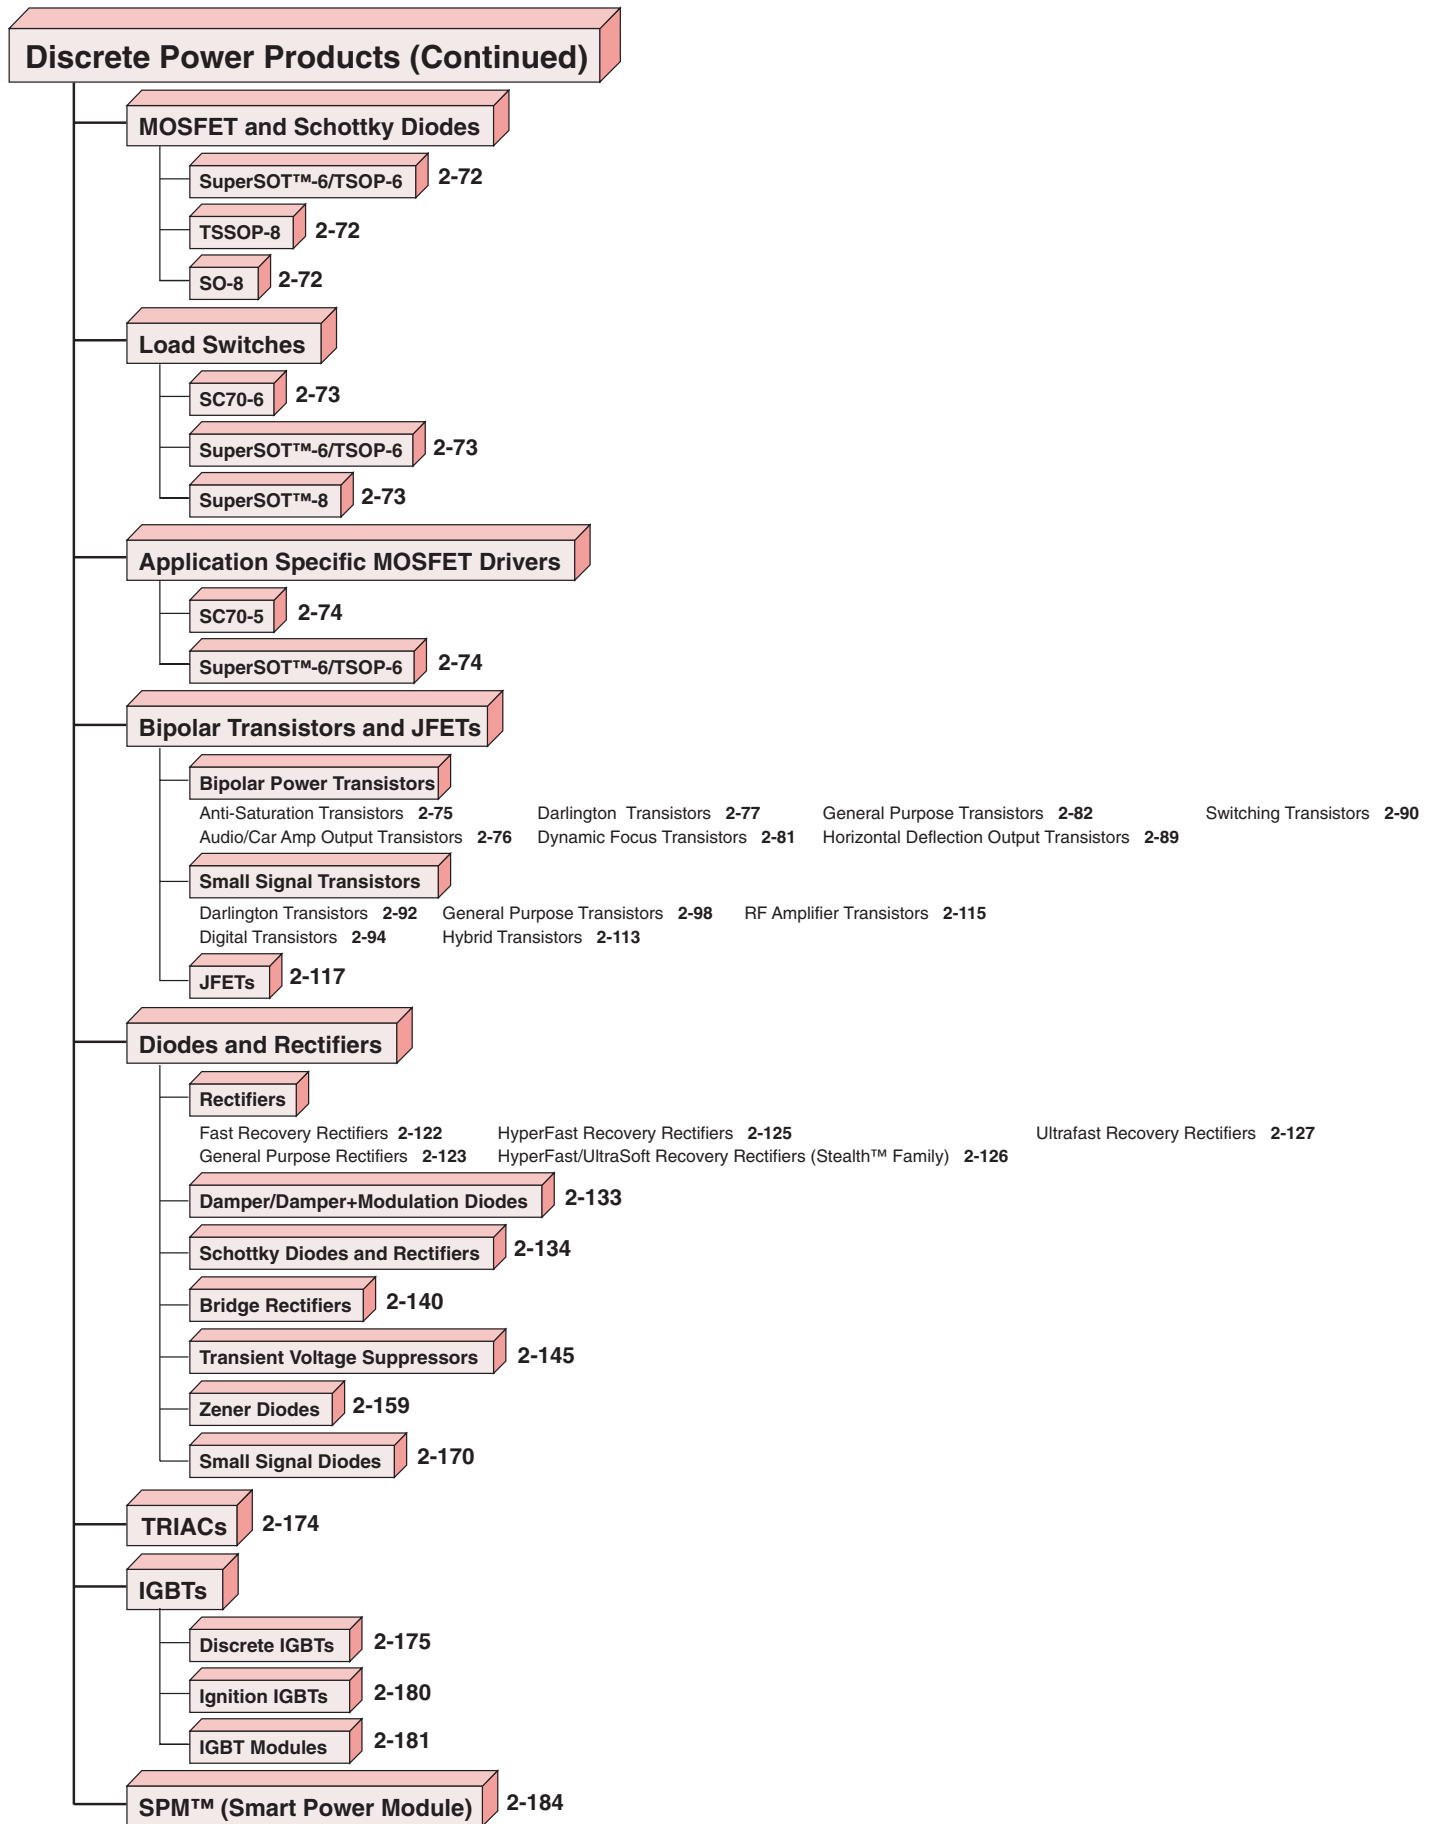 Discrete Power Products (Continued)
MOSFET and Schottky Diodes
SuperSOT™-6/TSOP-6 2-72
TSSOP-8 2-72
SO-8 2-72
Load Switches
SC70-6 2-73
SuperSOT™-6/TSOP-6 2-73
SuperSOT™-8 2-73
Application Specific MOSFET Drivers
SC70-5 2-74
SuperSOT™-6/TSOP-6 2-74
Bipolar Transistors and JFETs
Bipolar Power Transistors
Anti-Saturation Transistors 2-75 Darlington Transistors 2-77 General Purpose Transistors 2-82 Switching Transistors 2-90
Audio/Car Amp Output Transistors 2-76 Dynamic Focus Transistors 2-81 Horizontal Deflection Output Transistors 2-89
Small Signal Transistors
Darlington Transistors 2-92 General Purpose Transistors 2-98 RF Amplifier Transistors 2-115
Digital Transistors 2-94 Hybrid Transistors 2-113
JFETs 2-117
Diodes and Rectifiers
Rectifiers
Fast Recovery Rectifiers 2-122 HyperFast Recovery Rectifiers 2-125 Ultrafast Recovery Rectifiers 2-127
General Purpose Rectifiers 2-123 HyperFast/UltraSoft Recovery Rectifiers (Stealth™ Family) 2-126
Damper/Damper+Modulation Diodes 2-133
Schottky Diodes and Rectifiers 2-134
Bridge Rectifiers 2-140
Transient Voltage Suppressors 2-145
Zener Diodes 2-159
Small Signal Diodes 2-170
TRIACs 2-174
IGBTs
Discrete IGBTs 2-175
Ignition IGBTs 2-180
IGBT Modules 2-181
SPM™ (Smart Power Module) 2-184